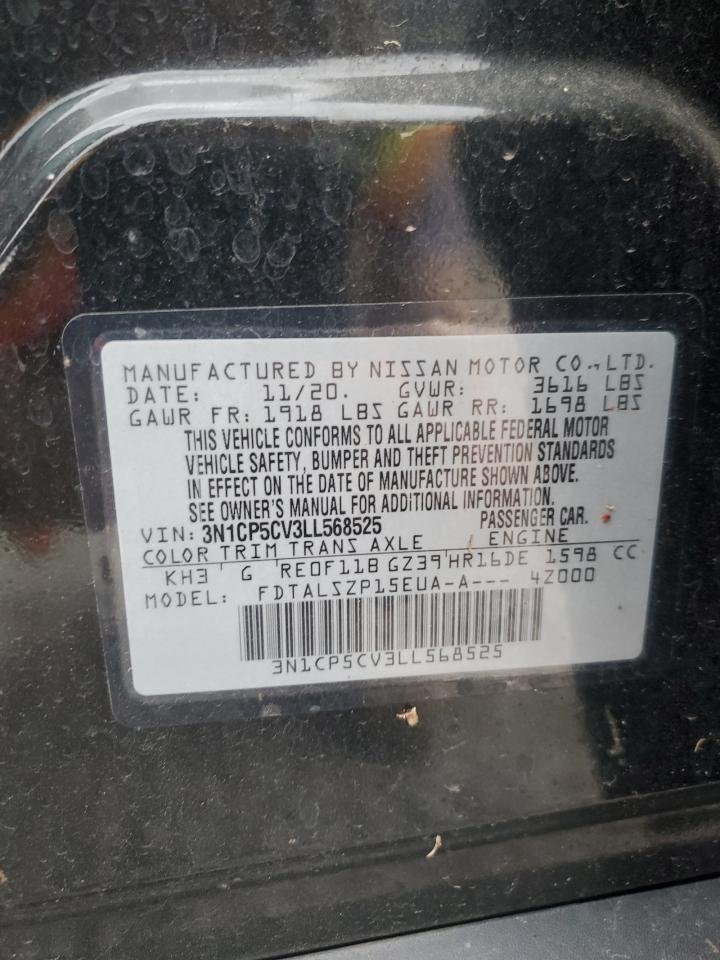 MANUFACTURED BY NISSAN MOTOR CO., LTD.
DATE: 11/20. GVWR: 3616 LBS
GAWR FR: 1918 LBS GAWR RR: 1698 LBS
THIS VEHICLE CONFORMS TO ALL APPLICABLE FEDERAL MOTOR
VEHICLE SAFETY, BUMPER AND THEFT PREVENTION STANDARDS
IN EFFECT ON THE DATE OF MANUFACTURE SHOWN ABOVE.
SEE OWNER'S MANUAL FOR ADDITIONAL INFORMATION.
VIN: 3N1CP5CV3LL568525 PASSENGER CAR.
COLOR TRIM TRANS AXLE ENGINE
KH3 ' G 'RE0F11B GZ39'HR16DE 1598 CC
MODEL: FDTALSZP15EUA-A--- 4Z000
3N1CP5CV3LL568525